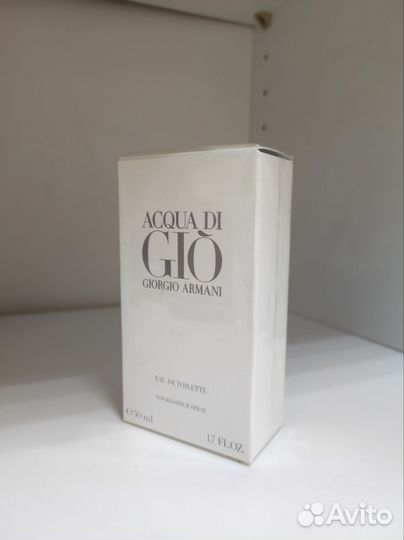 ACQUA DI
GIÒ
GIORGIO ARMANI
EAU DE TOILETTE
VAPORISATEUR SPRAY
℮50 ml
1.7 FL.OZ.
Avito